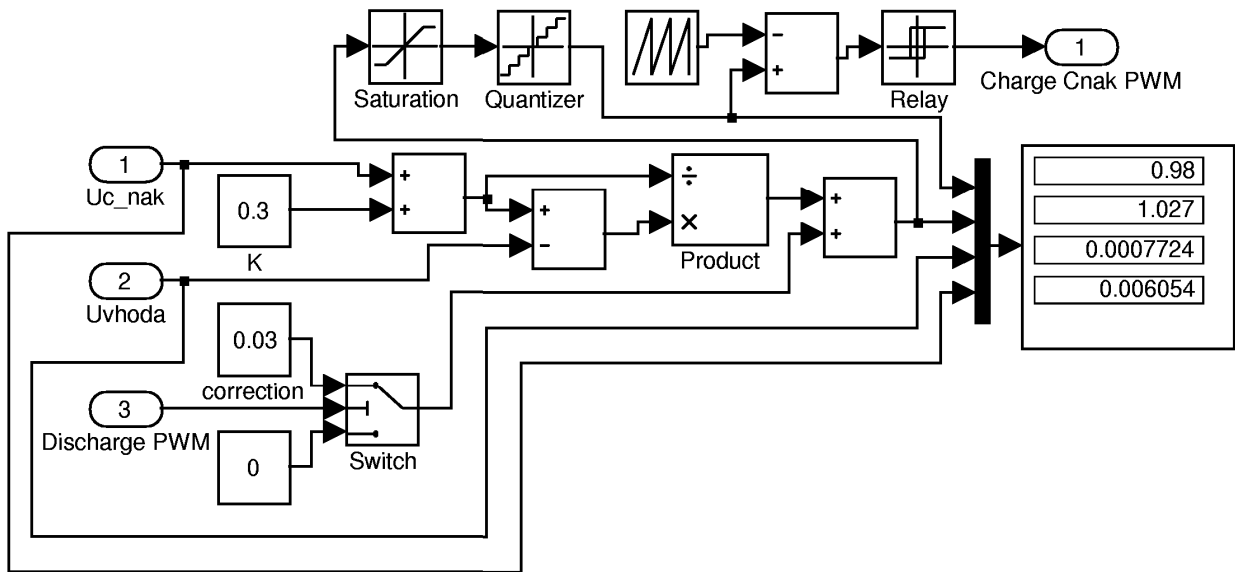 Saturation
Quantizer
−
+
Relay
1
Charge Cnak PWM
1
Uc_nak
0.3
K
+
+
+
−
÷
×
Product
+
+
0.98
1.027
0.0007724
0.006054
2
Uvhoda
0.03
correction
3
Discharge PWM
0
Switch